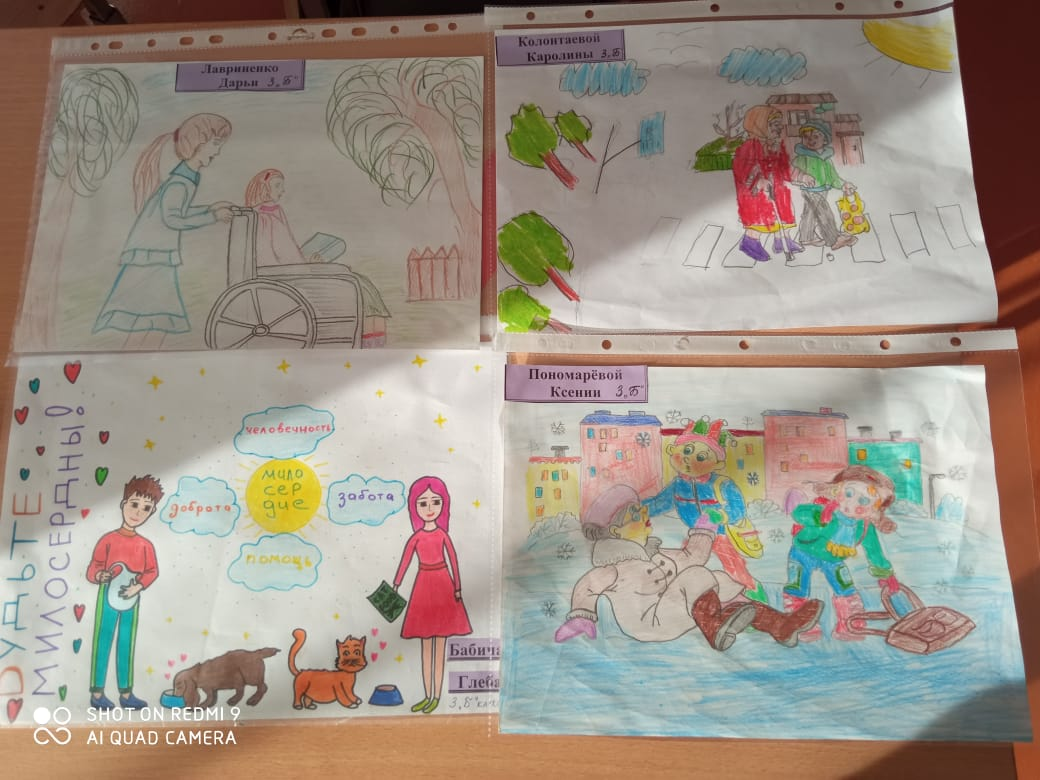 Лавриненко
Дарьи 3„Б"
Колонтаевой
Каролины 3„Б"
БУДЬТЕ
МИЛОСЕРДНЫ!
человечность
доброта
мило
сер
дие
забота
помощь
Бабича
Глеба
3„Б"
Пономарёвой
Ксении 3„Б"
SHOT ON REDMI 9
AI QUAD CAMERA